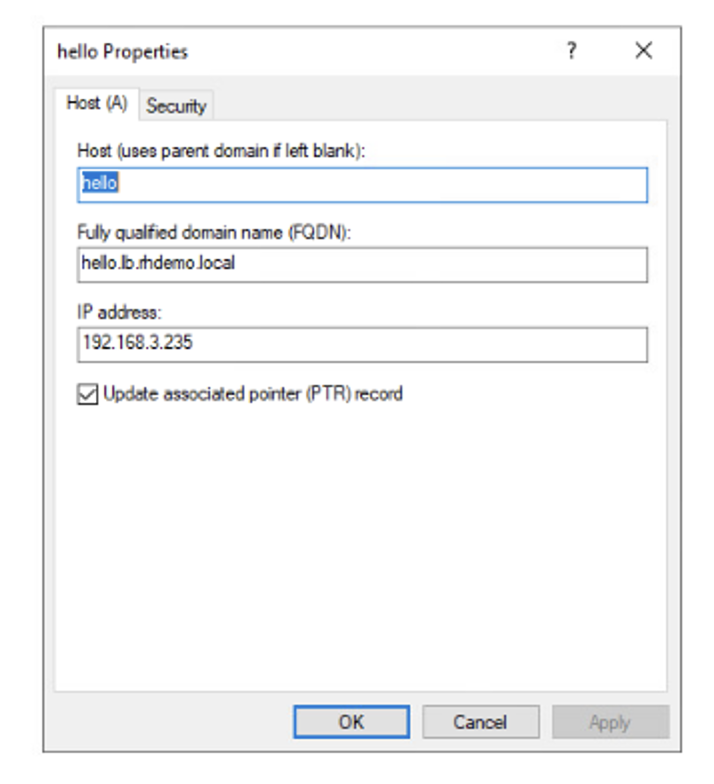 hello Properties
?
Host (A)
Security
Host (uses parent domain if left blank):
hello
Fully qualified domain name (FQDN):
hello.lb.rhdemo.local
IP address:
192.168.3.235
Update associated pointer (PTR) record
OK
Cancel
Apply